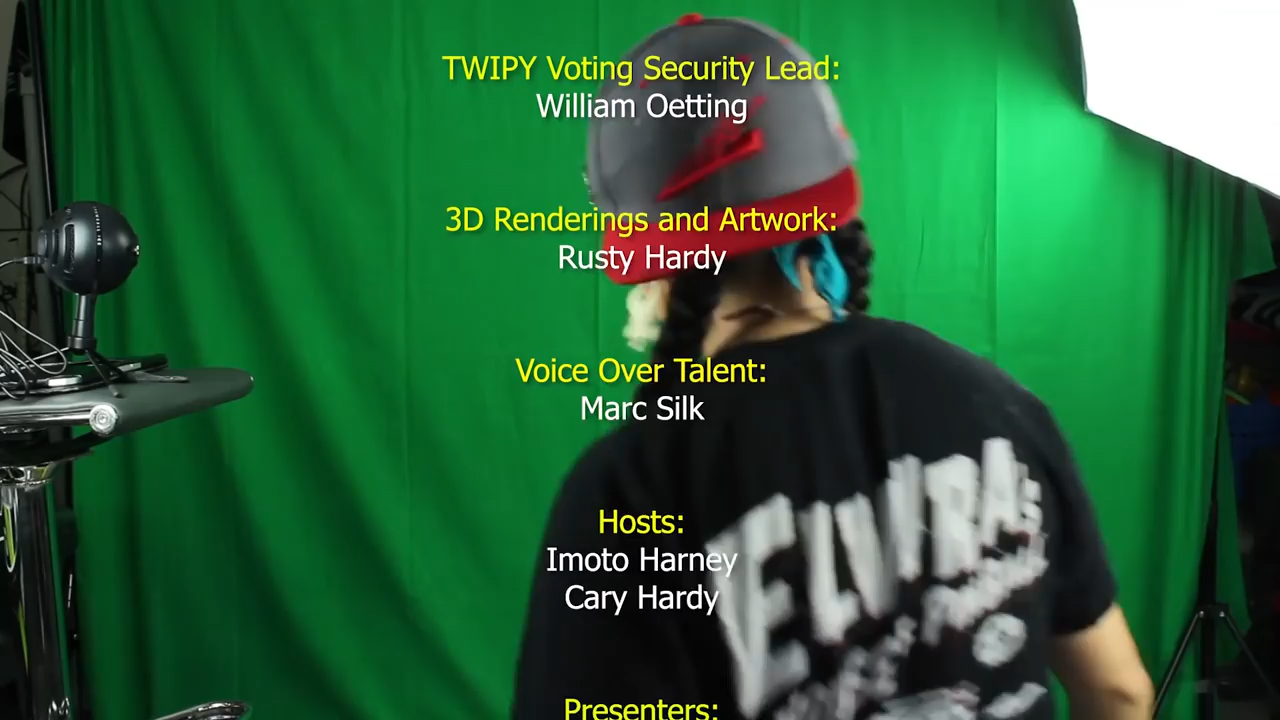 TWIPY Voting Security Lead:
William Oetting
3D Renderings and Artwork:
Rusty Hardy
Voice Over Talent:
Marc Silk
Hosts:
Imoto Harney
Cary Hardy
ELVIRA's
Presenters: